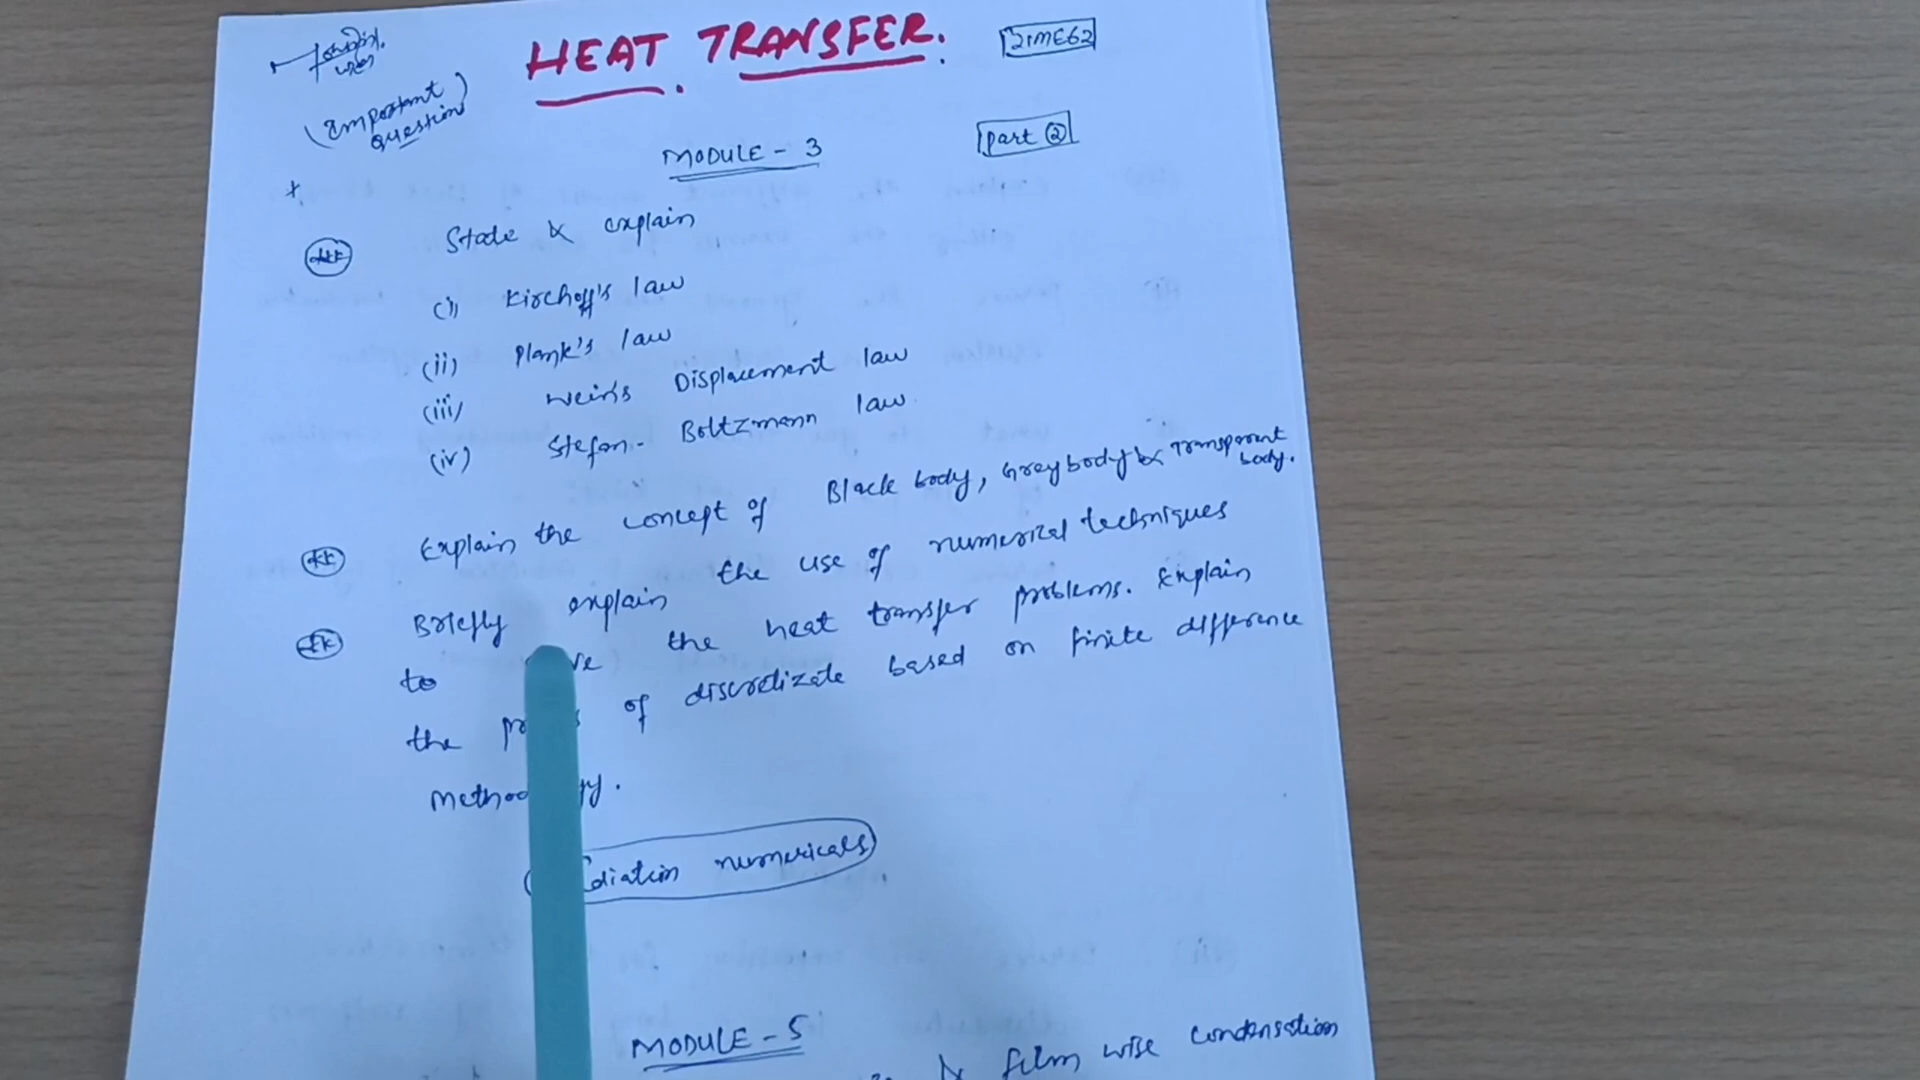 HEAT TRANSFER.
21ME62
(Important question)
MODULE - 3
Part ②
State & explain
(i) Kirchoff's law
(ii) Plank's law
(iii) Wein's Displacement law
(iv) Stefan - Boltzmann law
Explain the concept of Black body, Grey body & Transparent body.
Briefly explain the use of numerical techniques
to the heat transfer problems. Explain
the of discretizate based on finite difference
numericals
MODULE - 5
& film wise condensation